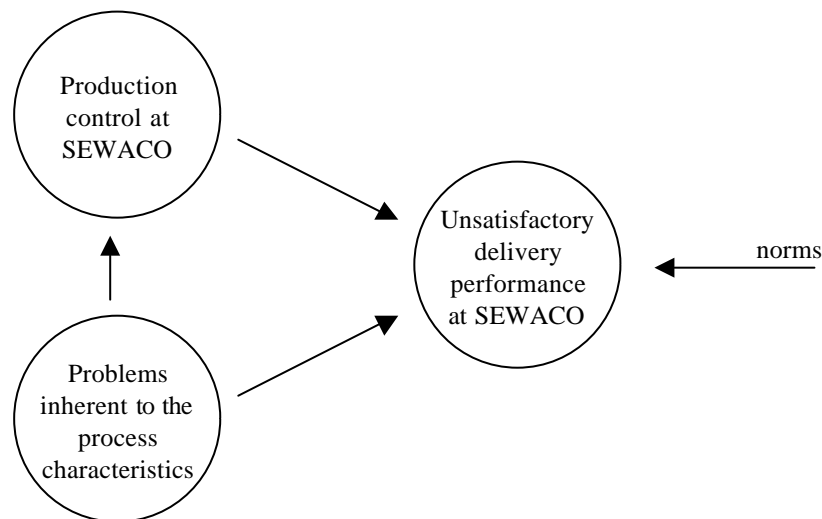 Production
control at
SEWACO
Unsatisfactory
delivery
performance
at SEWACO
norms
Problems
inherent to the
process
characteristics